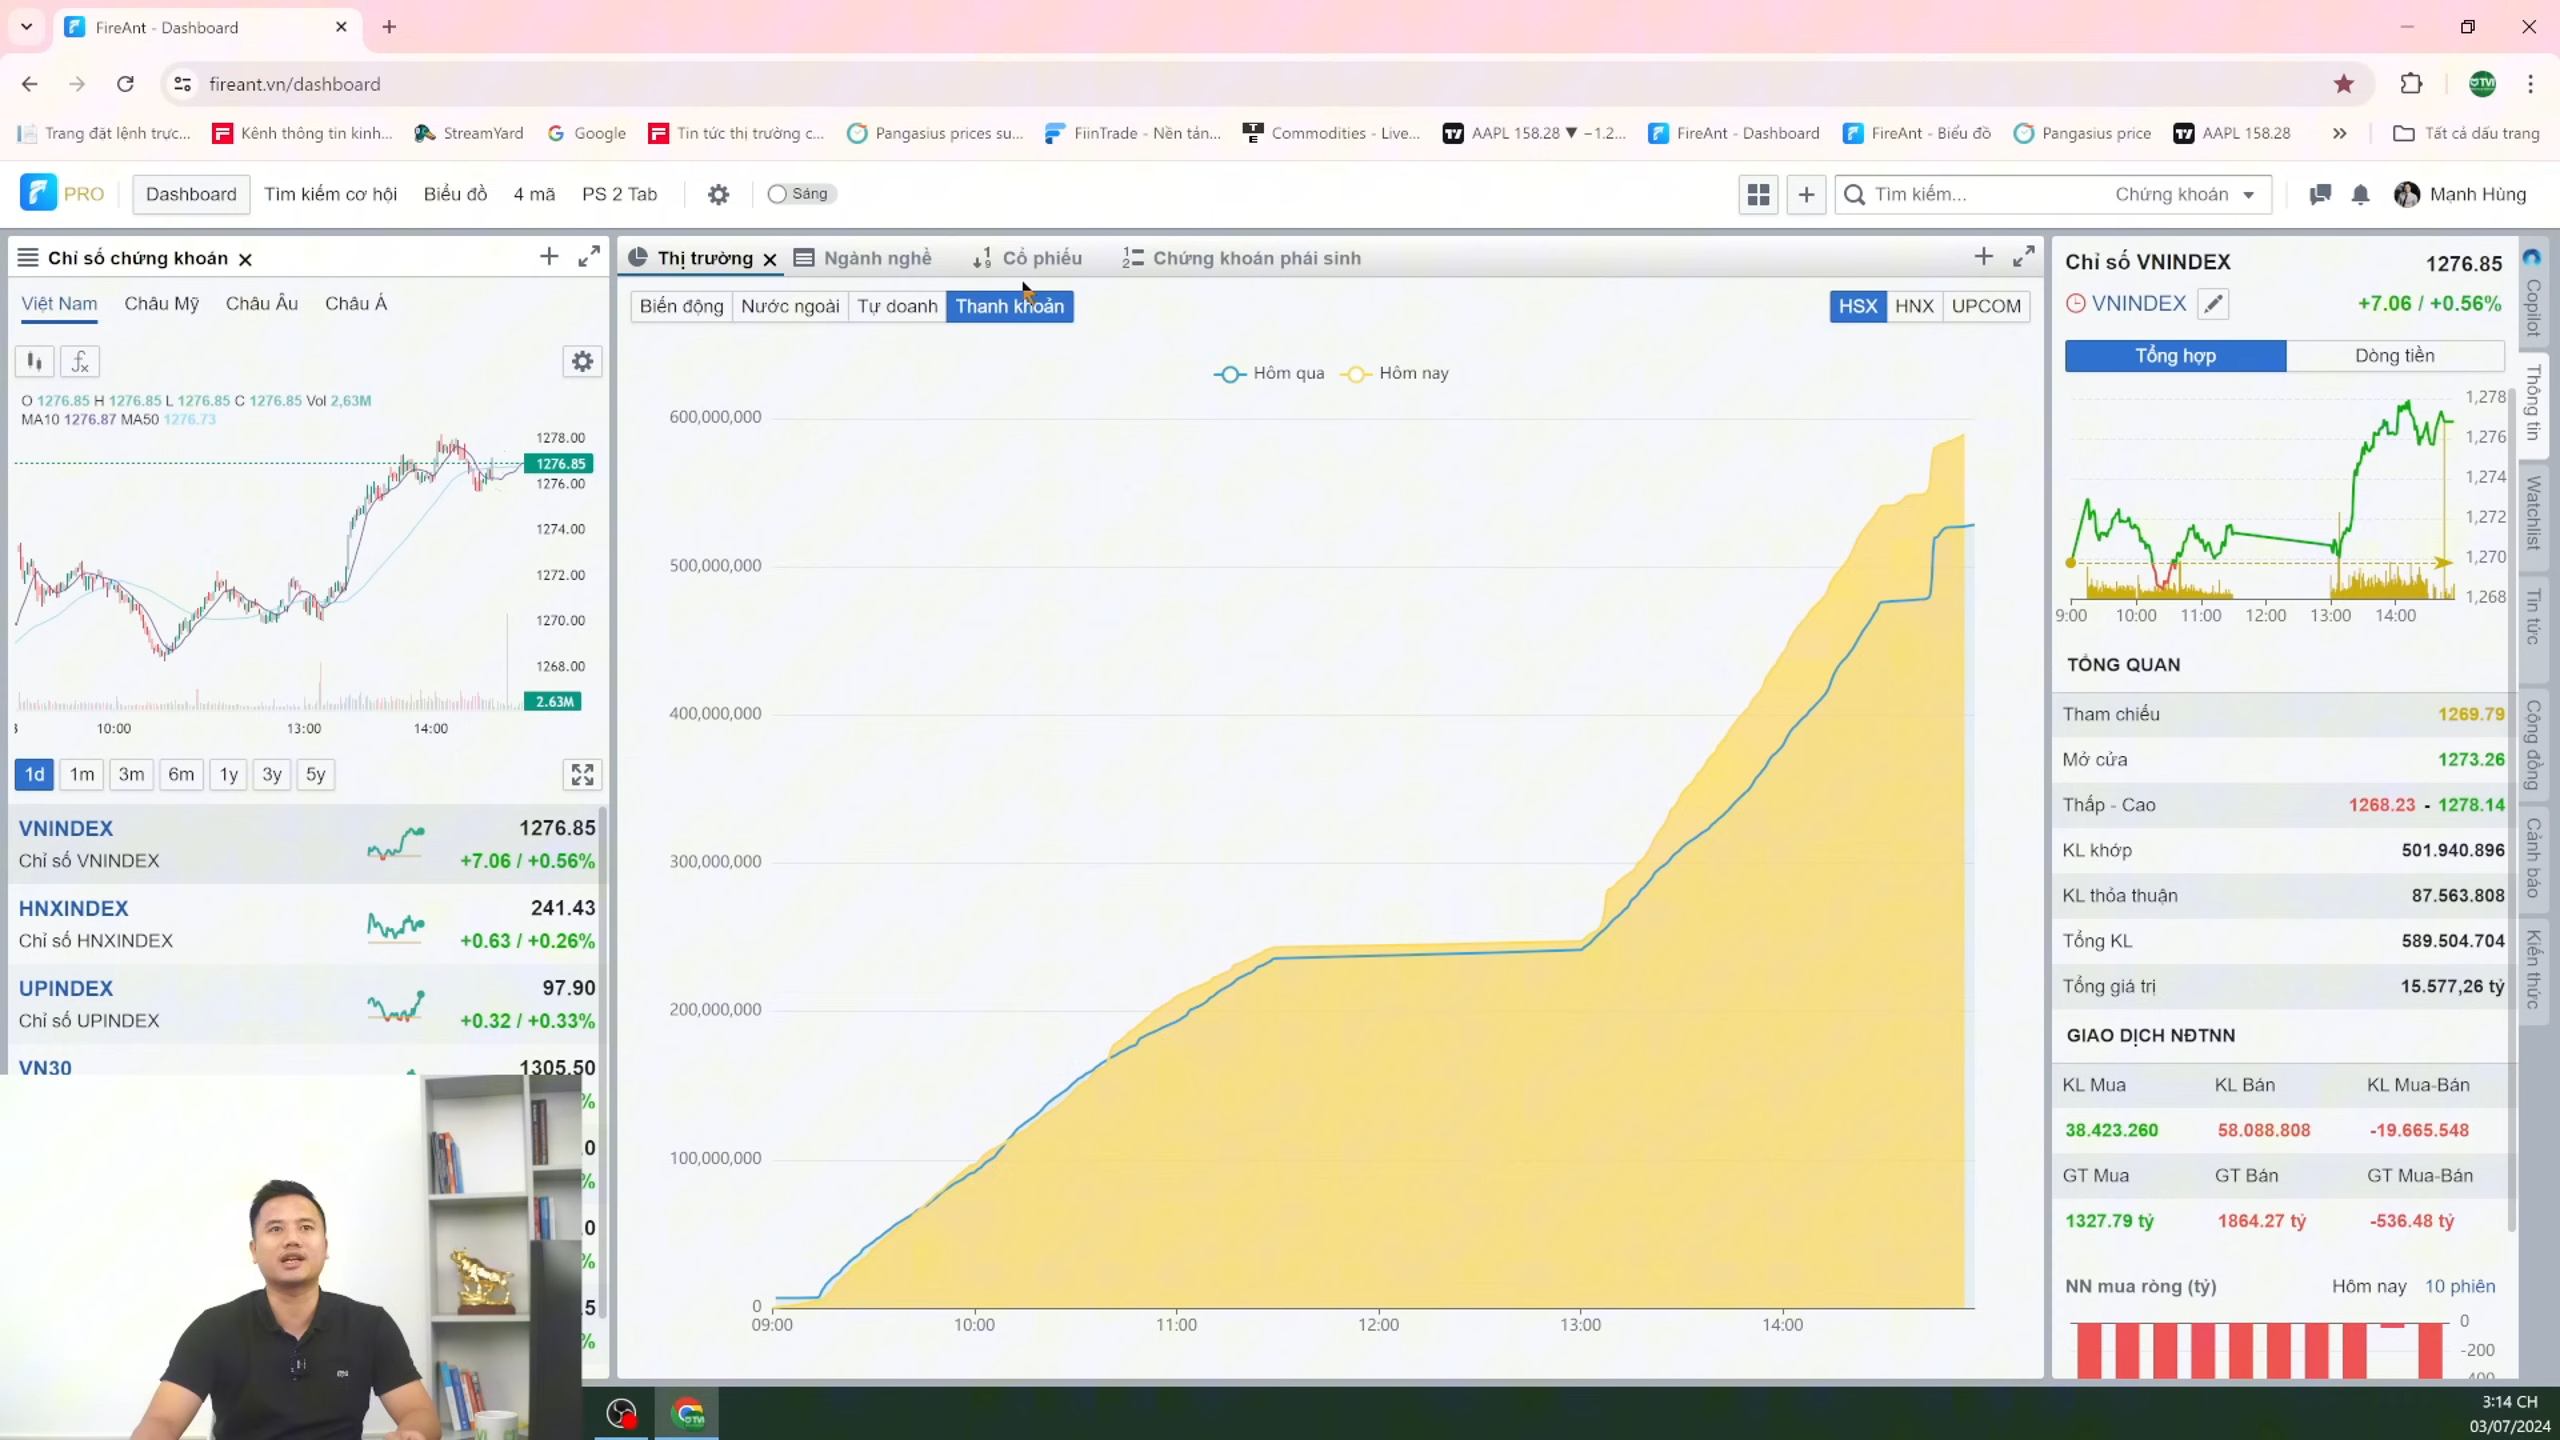 FireAnt - Dashboard
fireant.vn/dashboard
Trang đặt lệnh trực...
Kênh thông tin kinh...
StreamYard
Google
Tin tức thị trường c...
Pangasius prices su...
FiinTrade - Nền tản...
Commodities - Live...
AAPL 158.28 ▼ −1.2...
FireAnt - Dashboard
FireAnt - Biểu đồ
Pangasius price
AAPL 158.28
Tất cả dấu trang
PRO
Dashboard
Tìm kiếm cơ hội
Biểu đồ
4 mã
PS 2 Tab
Sáng
Tìm kiếm...
Chứng khoán
Mạnh Hùng
Chỉ số chứng khoán
Việt Nam
Châu Mỹ
Châu Âu
Châu Á
O 1276.85 H 1276.85 L 1276.85 C 1276.85 Vol 2,63M
MA10 1276.87 MA50 1276.73
1278.00
1276.85
1276.00
1274.00
1272.00
1270.00
1268.00
2.63M
10:00 13:00 14:00
1d 1m 3m 6m 1y 3y 5y
VNINDEX 1276.85
Chỉ số VNINDEX +7.06 / +0.56%
HNXINDEX 241.43
Chỉ số HNXINDEX +0.63 / +0.26%
UPINDEX 97.90
Chỉ số UPINDEX +0.32 / +0.33%
VN30 1305.50
Thị trường
Ngành nghề
Cổ phiếu
Chứng khoán phái sinh
Biến động
Nước ngoài
Tự doanh
Thanh khoản
HSX HNX UPCOM
Hôm qua Hôm nay
600,000,000
500,000,000
400,000,000
300,000,000
200,000,000
100,000,000
0
09:00 10:00 11:00 12:00 13:00 14:00
Chỉ số VNINDEX 1276.85
VNINDEX +7.06 / +0.56%
Tổng hợp Dòng tiền
1,278
1,276
1,274
1,272
1,270
1,268
9:00 10:00 11:00 12:00 13:00 14:00
TỔNG QUAN
Tham chiếu 1269.79
Mở cửa 1273.26
Thấp - Cao 1268.23 - 1278.14
KL khớp 501.940.896
KL thỏa thuận 87.563.808
Tổng KL 589.504.704
Tổng giá trị 15.577,26 tỷ
GIAO DỊCH NĐTNN
KL Mua KL Bán KL Mua-Bán
38.423.260 58.088.808 -19.665.548
GT Mua GT Bán GT Mua-Bán
1327.79 tỷ 1864.27 tỷ -536.48 tỷ
NN mua ròng (tỷ) Hôm nay 10 phiên
0
-200
Copilot
Thông tin
Watchlist
Tin tức
Cộng đồng
Cảnh báo
Kiến thức
3:14 CH
03/07/2024